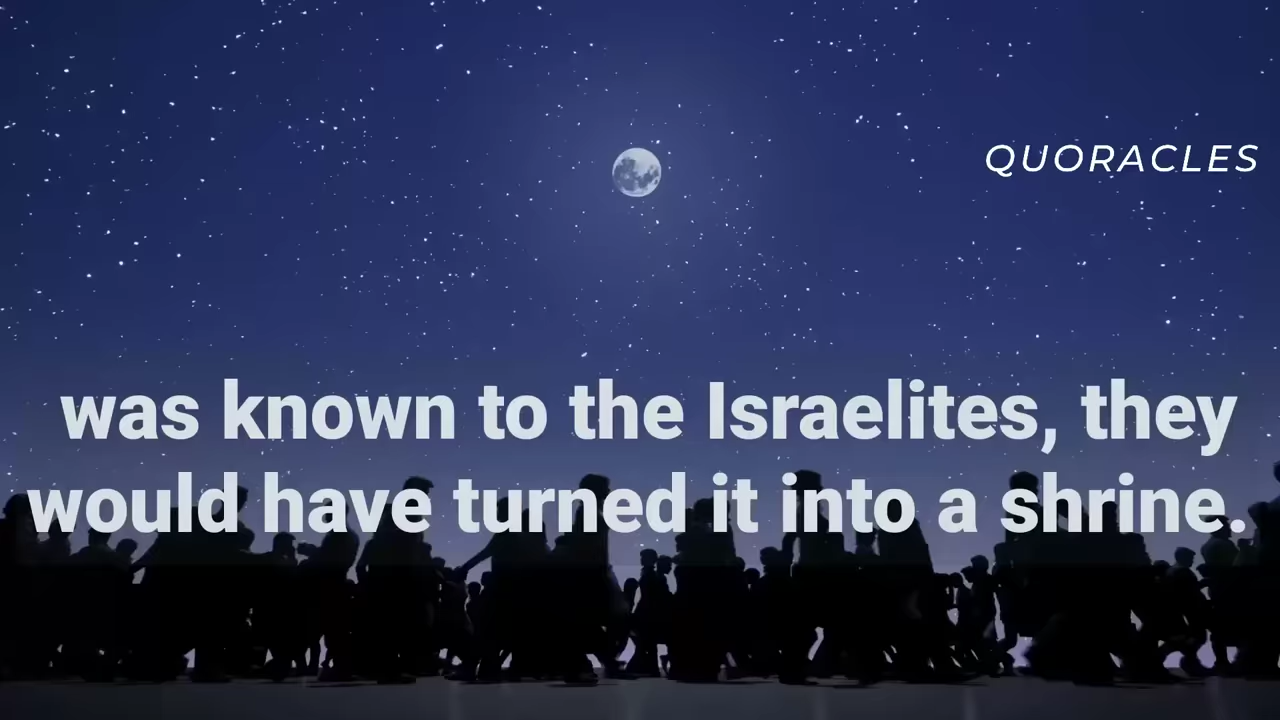 QUORACLES
was known to the Israelites, they
would have turned it into a shrine.